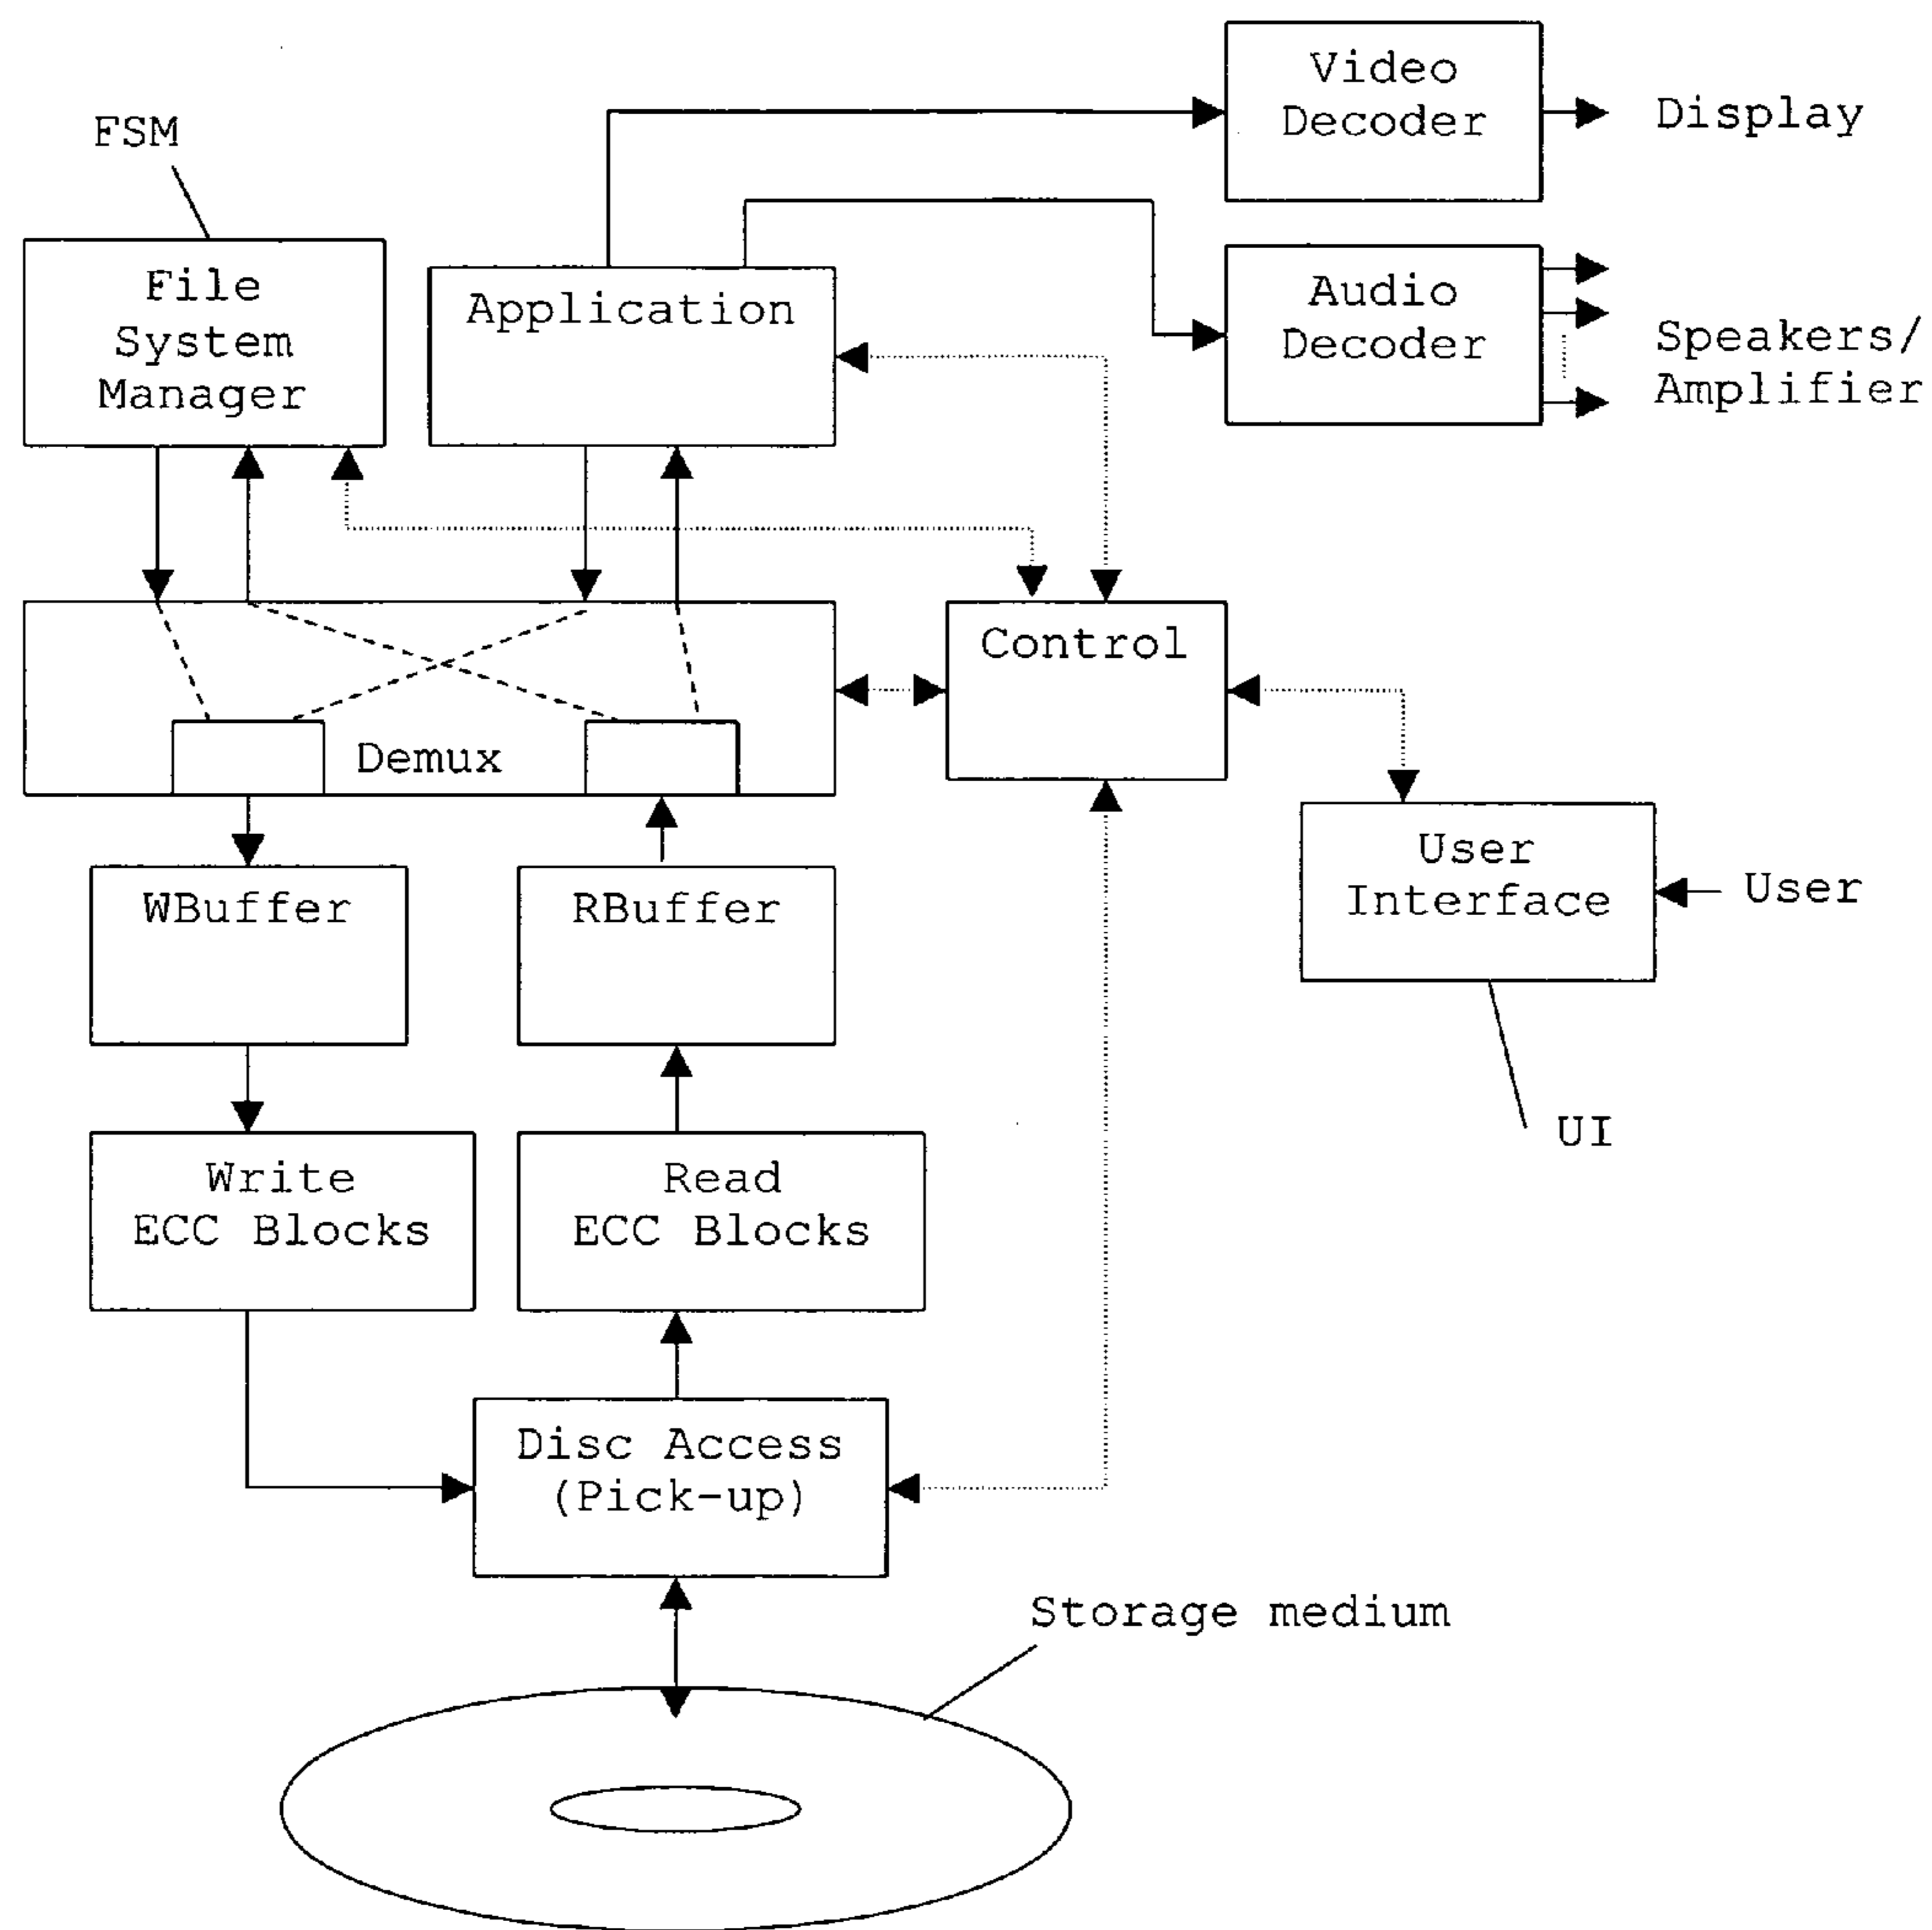 Video
Decoder
Display
FSM
File
System
Manager
Application
Audio
Decoder
Speakers/
Amplifier
Control
Demux
User
Interface
User
WBuffer
RBuffer
UI
Write
ECC Blocks
Read
ECC Blocks
Disc Access
(Pick-up)
Storage medium